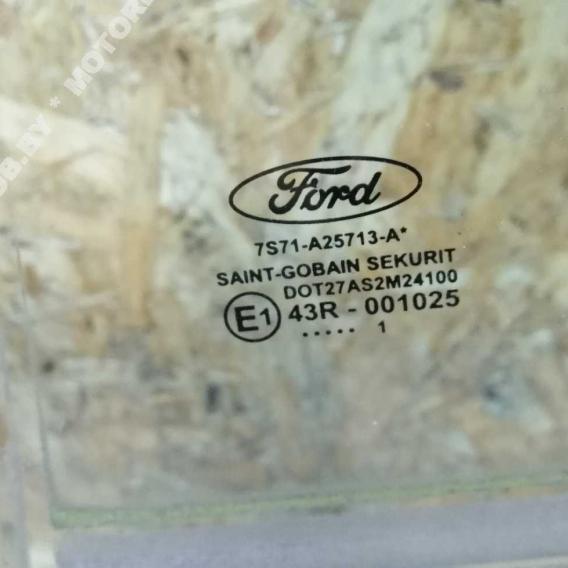 Ford
7S71-A25713-A*
SAINT-GOBAIN SEKURIT
DOT27AS2M24100
E1 43R - 001025
..... 1